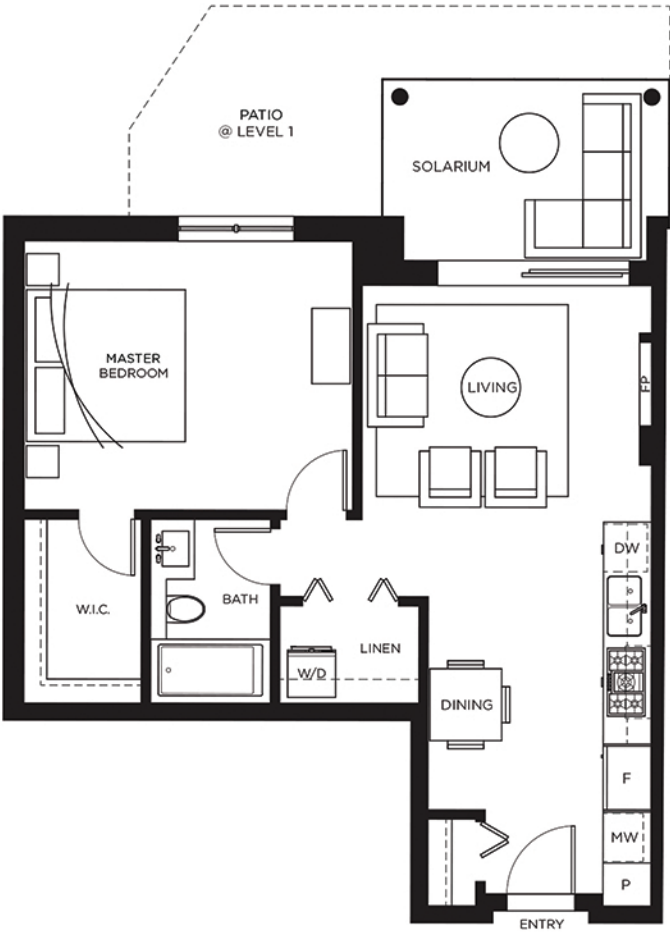 PATIO
@ LEVEL 1
SOLARIUM
MASTER
BEDROOM
LIVING
FP
DW
W.I.C.
BATH
LINEN
W/D
DINING
F
MW
P
ENTRY